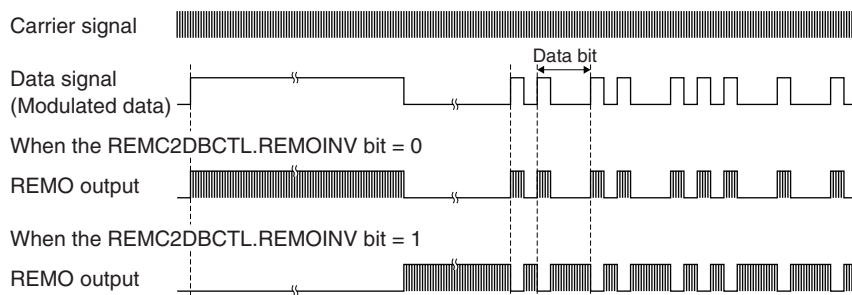 Carrier signal
Data bit
Data signal
(Modulated data)
When the REMC2DBCTL.REMOINV bit = 0
REMO output
When the REMC2DBCTL.REMOINV bit = 1
REMO output